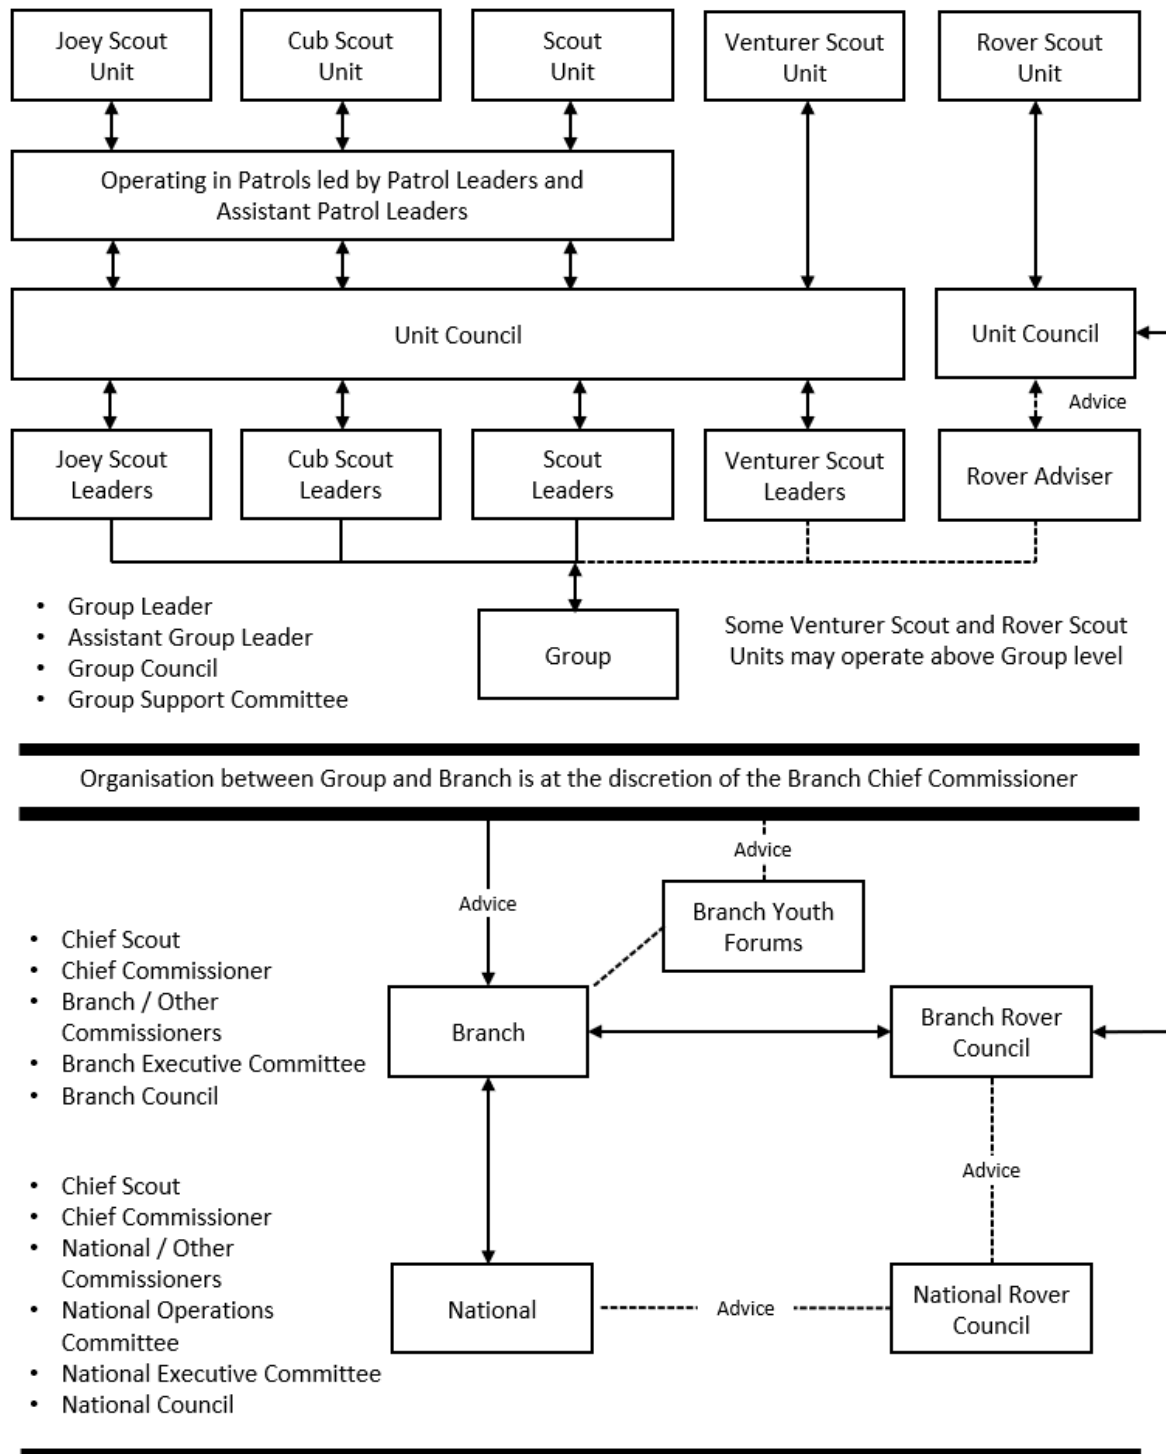 Joey Scout
Unit
Cub Scout
Unit
Scout
Unit
Venturer Scout
Unit
Rover Scout
Unit
Operating in Patrols led by Patrol Leaders and
Assistant Patrol Leaders
Unit Council
Unit Council
Advice
Joey Scout
Leaders
Cub Scout
Leaders
Scout
Leaders
Venturer Scout
Leaders
Rover Adviser
• Group Leader
• Assistant Group Leader
• Group Council
• Group Support Committee
Group
Some Venturer Scout and Rover Scout
Units may operate above Group level
Organisation between Group and Branch is at the discretion of the Branch Chief Commissioner
Advice
Advice
Branch Youth
Forums
• Chief Scout
• Chief Commissioner
• Branch / Other
Commissioners
• Branch Executive Committee
• Branch Council
Branch
Branch Rover
Council
Advice
• Chief Scout
• Chief Commissioner
• National / Other
Commissioners
• National Operations
Committee
• National Executive Committee
• National Council
National
Advice
National Rover
Council